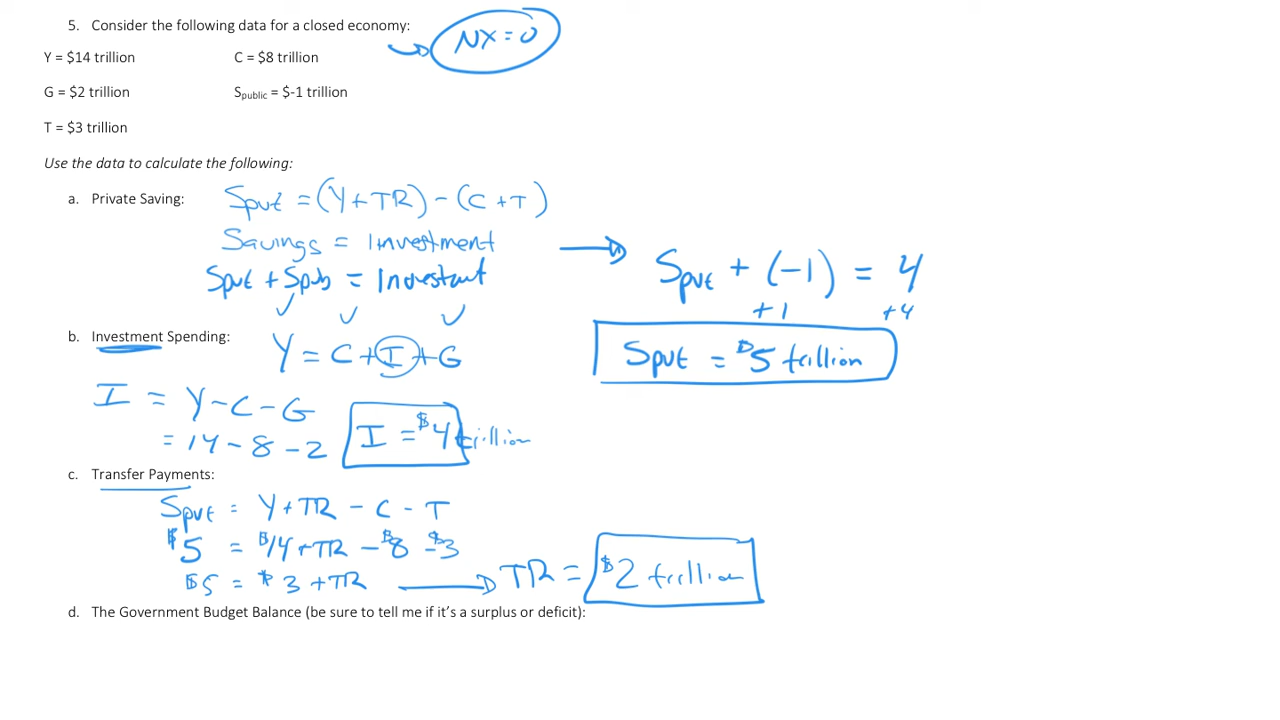 5. Consider the following data for a closed economy:
NX = 0
Y = $14 trillion C = $8 trillion
G = $2 trillion Spublic = $-1 trillion
T = $3 trillion
Use the data to calculate the following:
a. Private Saving:
Spvt = (Y+TR) - (C+T)
Savings = Investment
Spvt + Spub = Investment
Spvt + (-1) = 4
+1 +4
Spvt = $5 trillion
b. Investment Spending:
Y = C+I+G
I = Y-C-G
= 14-8-2
I = $4 trillion
c. Transfer Payments:
Spvt = Y+TR - C - T
$5 = $14+TR - $8 - $3
$5 = $3 + TR
TR = $2 trillion
d. The Government Budget Balance (be sure to tell me if it's a surplus or deficit):